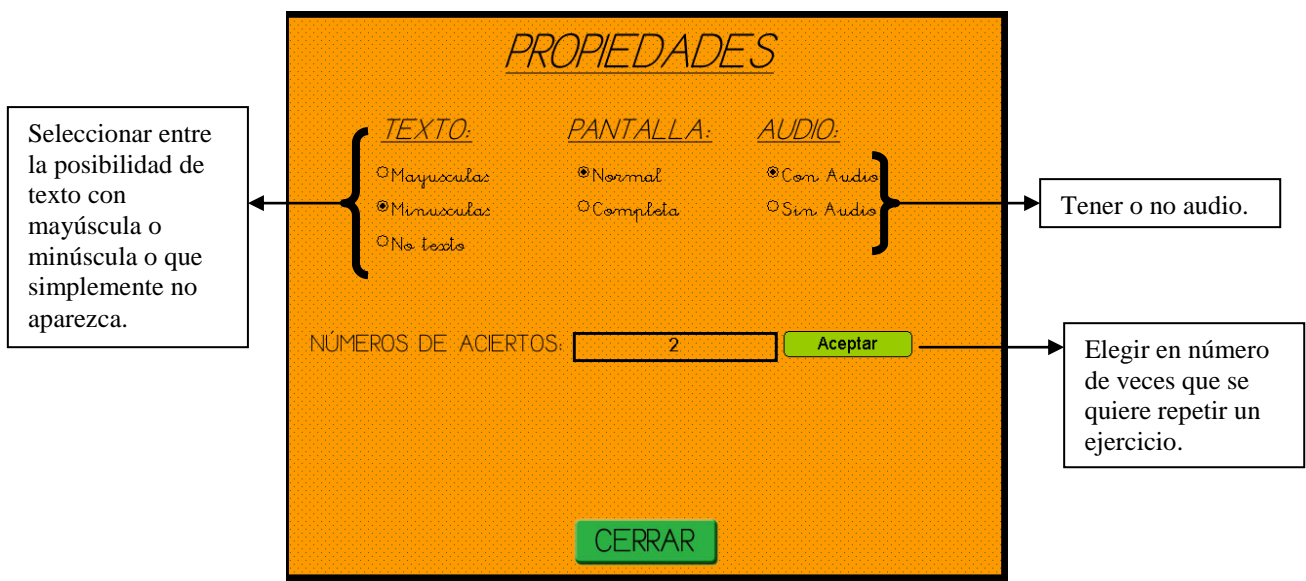 PROPIEDADES
Seleccionar entre
la posibilidad de
texto con
mayúscula o
minúscula o que
simplemente no
aparezca.
TEXTO:
Mayusculas
Minusculas
No texto
PANTALLA:
Normal
Completa
AUDIO:
Con Audio
Sin Audio
Tener o no audio.
NÚMEROS DE ACIERTOS: 2 Aceptar
Elegir en número
de veces que se
quiere repetir un
ejercicio.
CERRAR